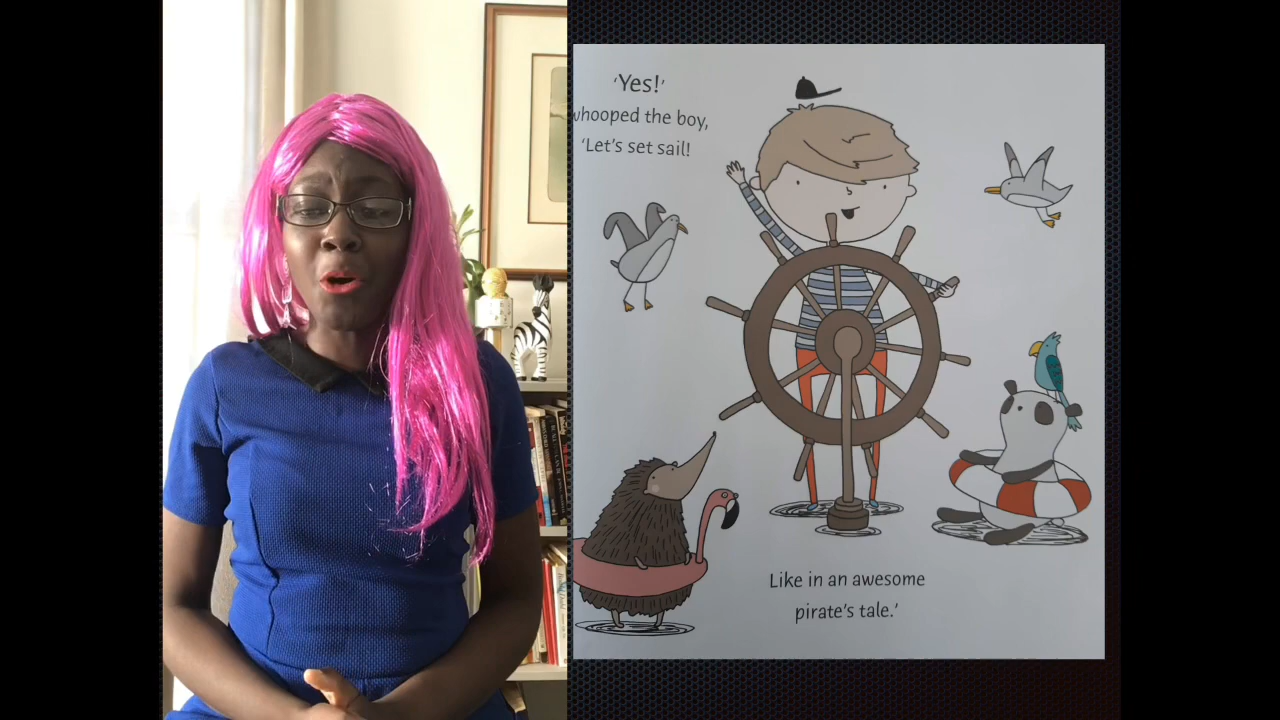 'Yes!'
whooped the boy,
'Let's set sail!
Like in an awesome
pirate's tale.'